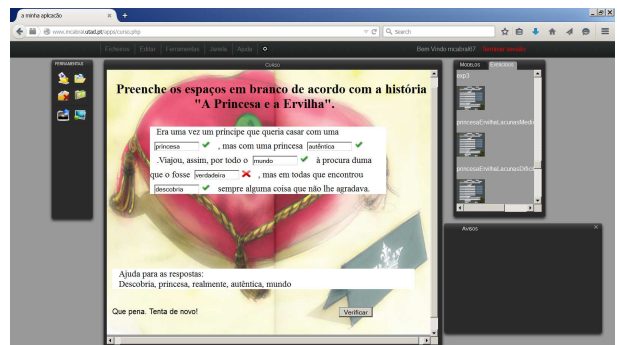 a minha aplicação
www.mcabral.utad.pt/apps/curso.php
Search
Ficheiros Editar Ferramentas Janela Ajuda
Bem Vindo mcabral87 Terminar sessão
FERRAMENTAS
Curso
MODELOS EXERCÍCIOS
Preenche os espaços em branco de acordo com a história
"A Princesa e a Ervilha".
Era uma vez um príncipe que queria casar com uma
princesa , mas com uma princesa autêntica
.Viajou, assim, por todo o mundo à procura duma
que o fosse verdadeira , mas em todas que encontrou
descobria sempre alguma coisa que não lhe agradava.
Ajuda para as respostas:
Descobria, princesa, realmente, autêntica, mundo
Que pena. Tenta de novo!
Verificar
exp3
princesaErvilhaLacunasMedi
princesaErvilhaLacunasDific
Avisos